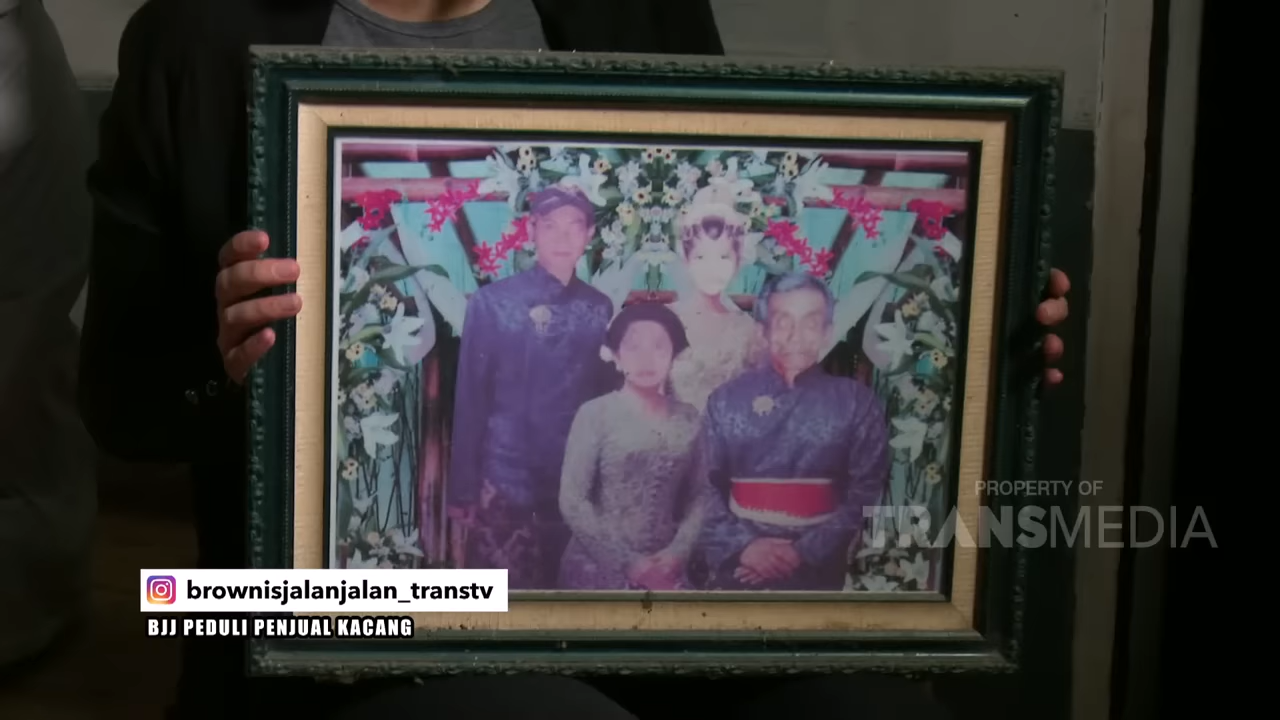 PROPERTY OF
TRANSMEDIA
brownisjalanjalan_transtv
BJJ PEDULI PENJUAL KACANG